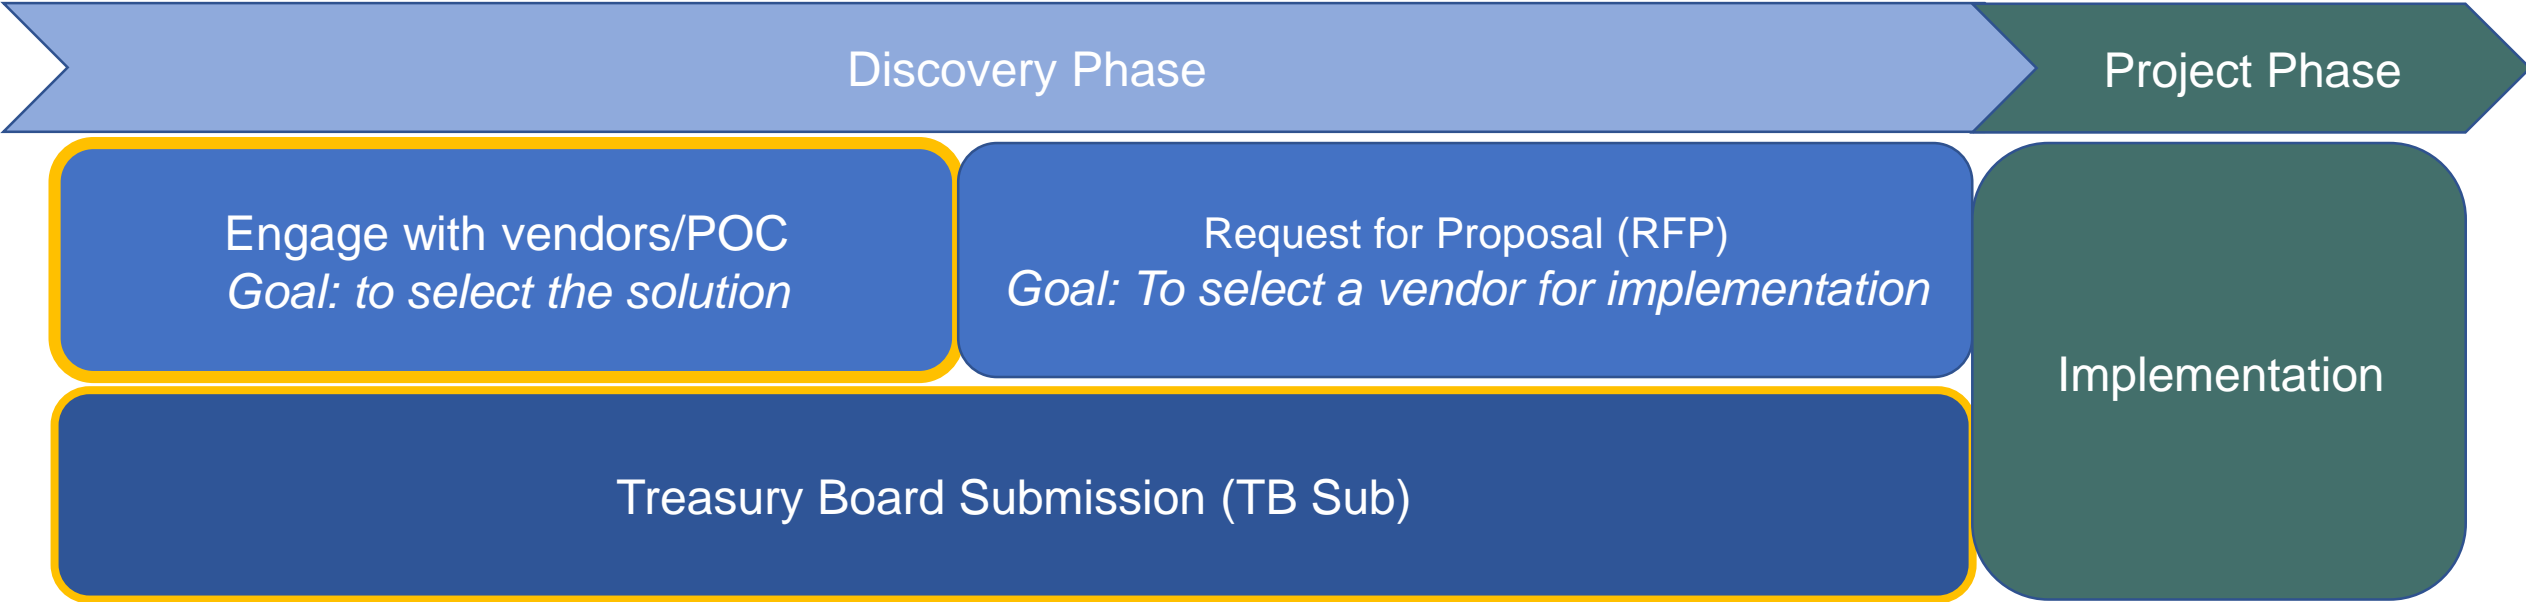 Discovery Phase
Project Phase
Engage with vendors/POC
Goal: to select the solution
Request for Proposal (RFP)
Goal: To select a vendor for implementation
Implementation
Treasury Board Submission (TB Sub)